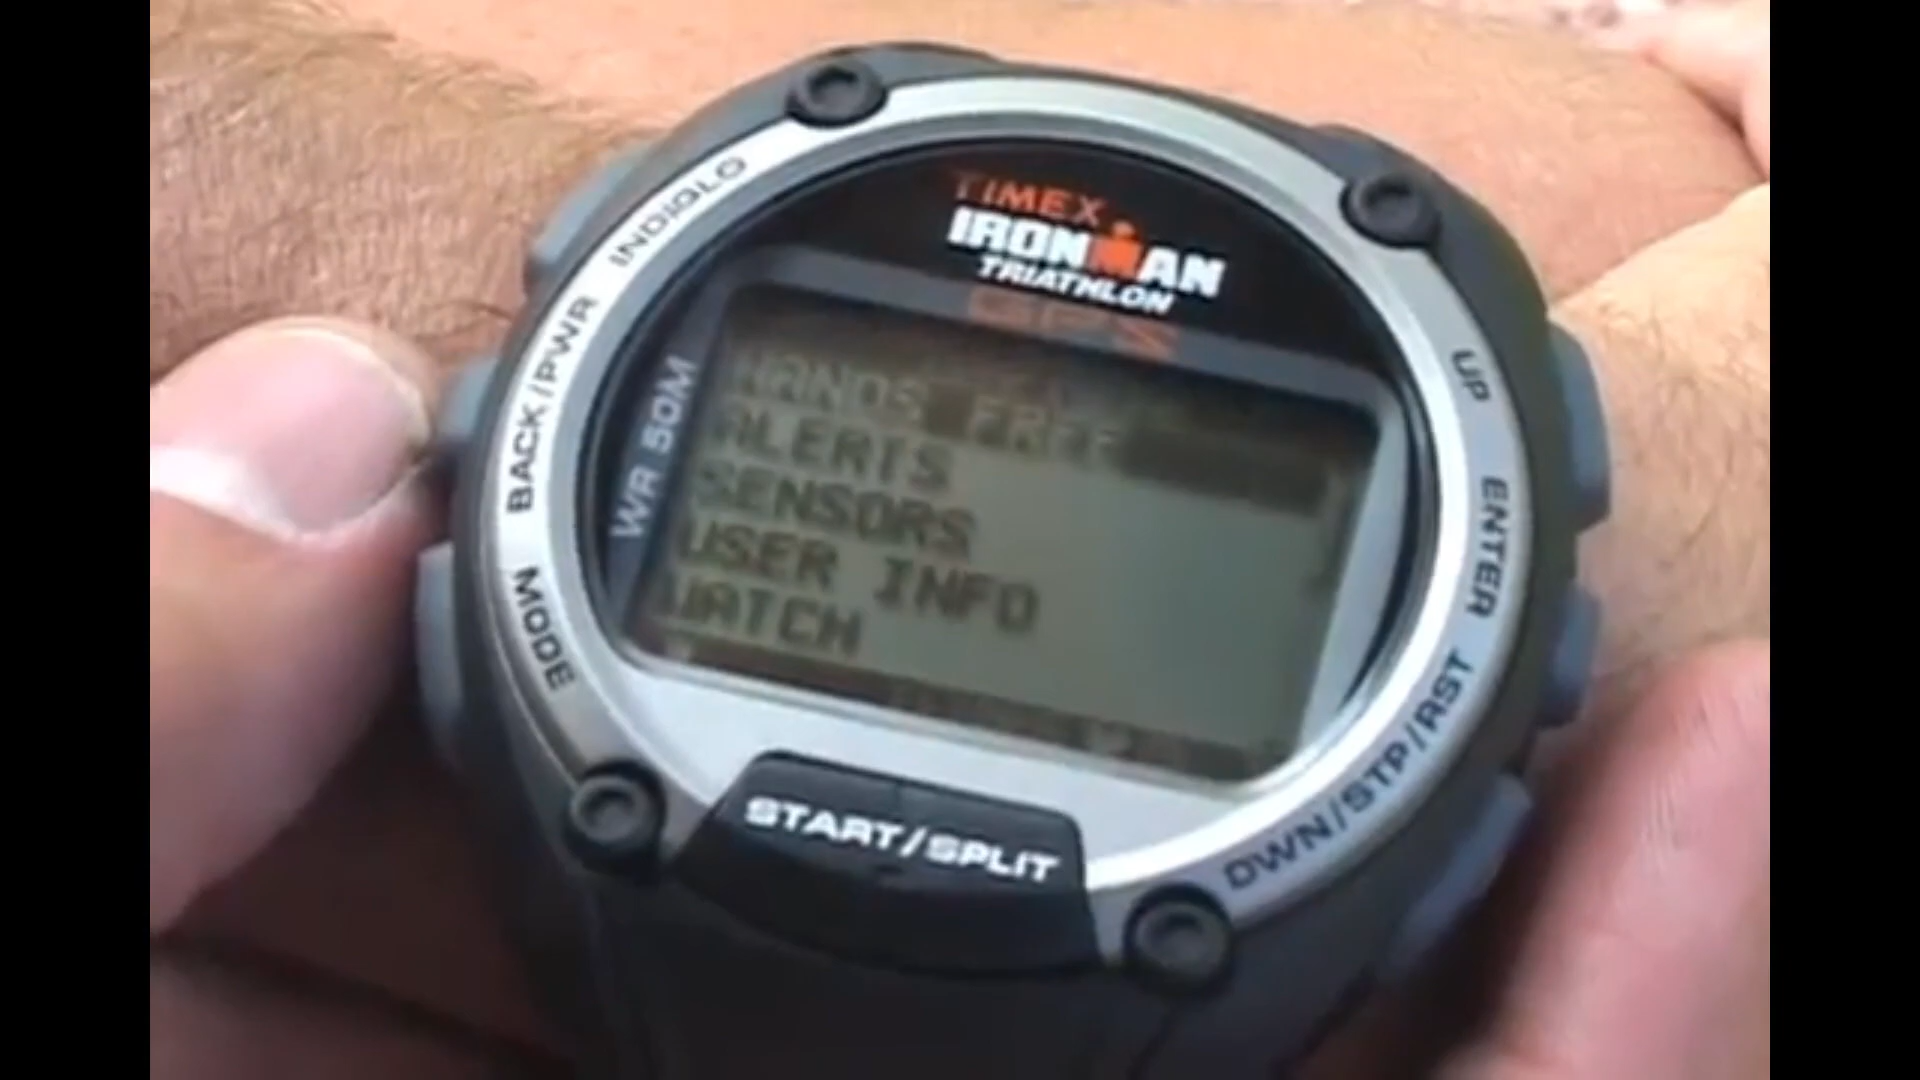 TIMEX
IRONMAN
TRIATHLON
GPS
INDIGLO
BACK/PWR
MODE
WR 50M
HANDS FREE
ALERTS
SENSORS
USER INFO
WATCH
UP
ENTER
DWN/STP/RST
START/SPLIT